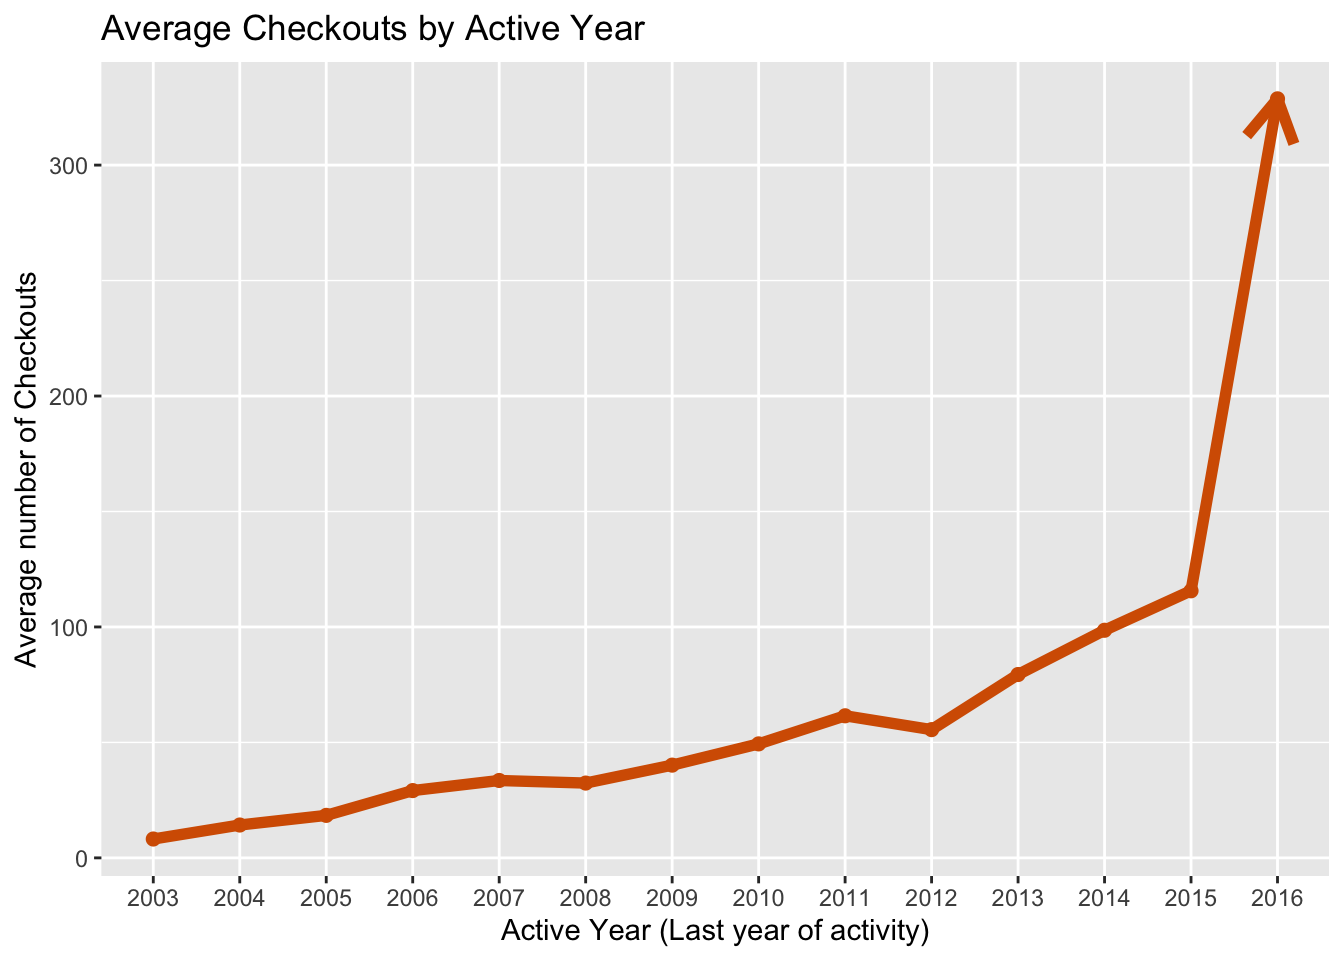 Average Checkouts by Active Year
Average number of Checkouts
300
200
100
0
2003 2004 2005 2006 2007 2008 2009 2010 2011 2012 2013 2014 2015 2016
Active Year (Last year of activity)